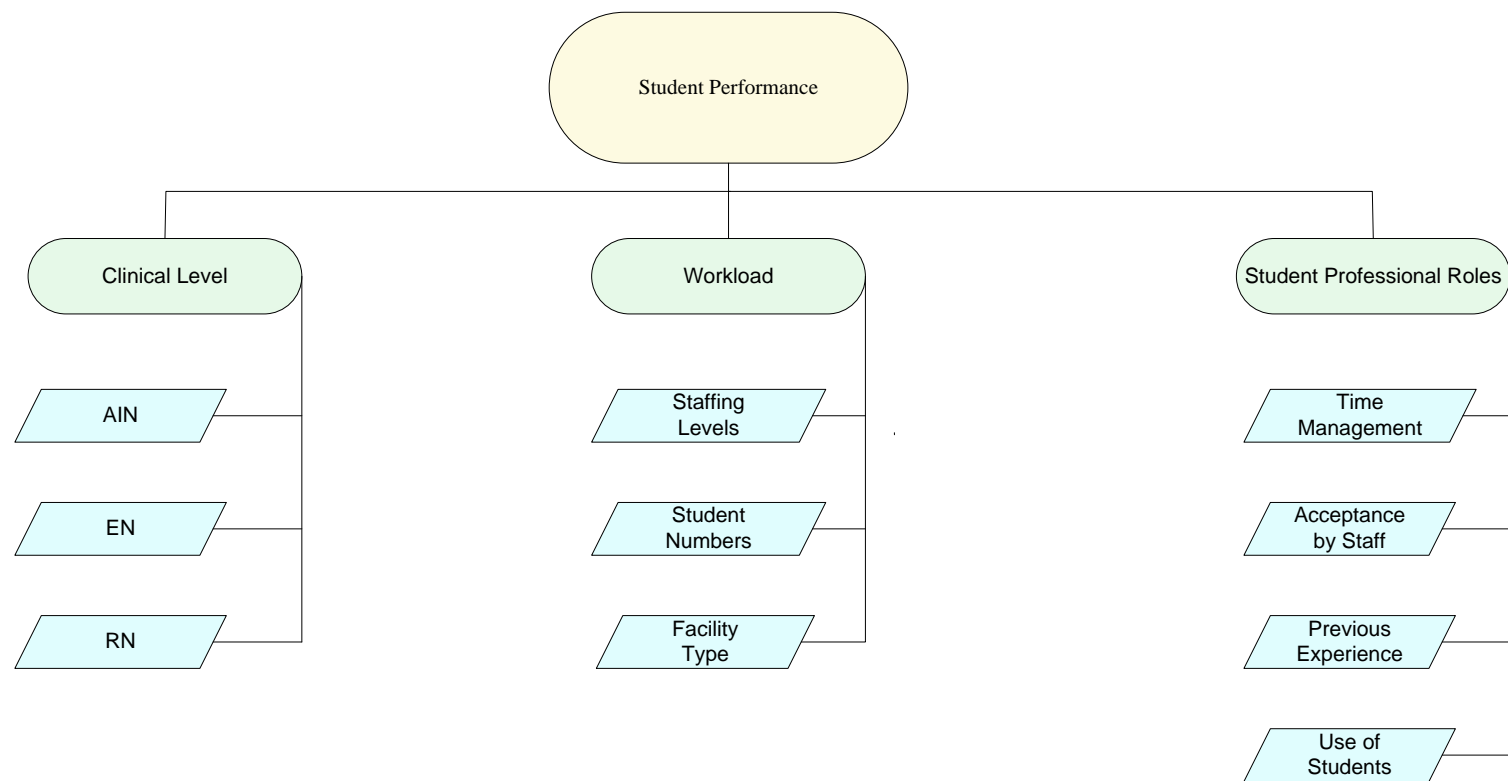 Student Performance
Clinical Level
Workload
Student Professional Roles
AIN
Staffing
Levels
Time
Management
EN
Student
Numbers
Acceptance
by Staff
RN
Facility
Type
Previous
Experience
Use of
Students